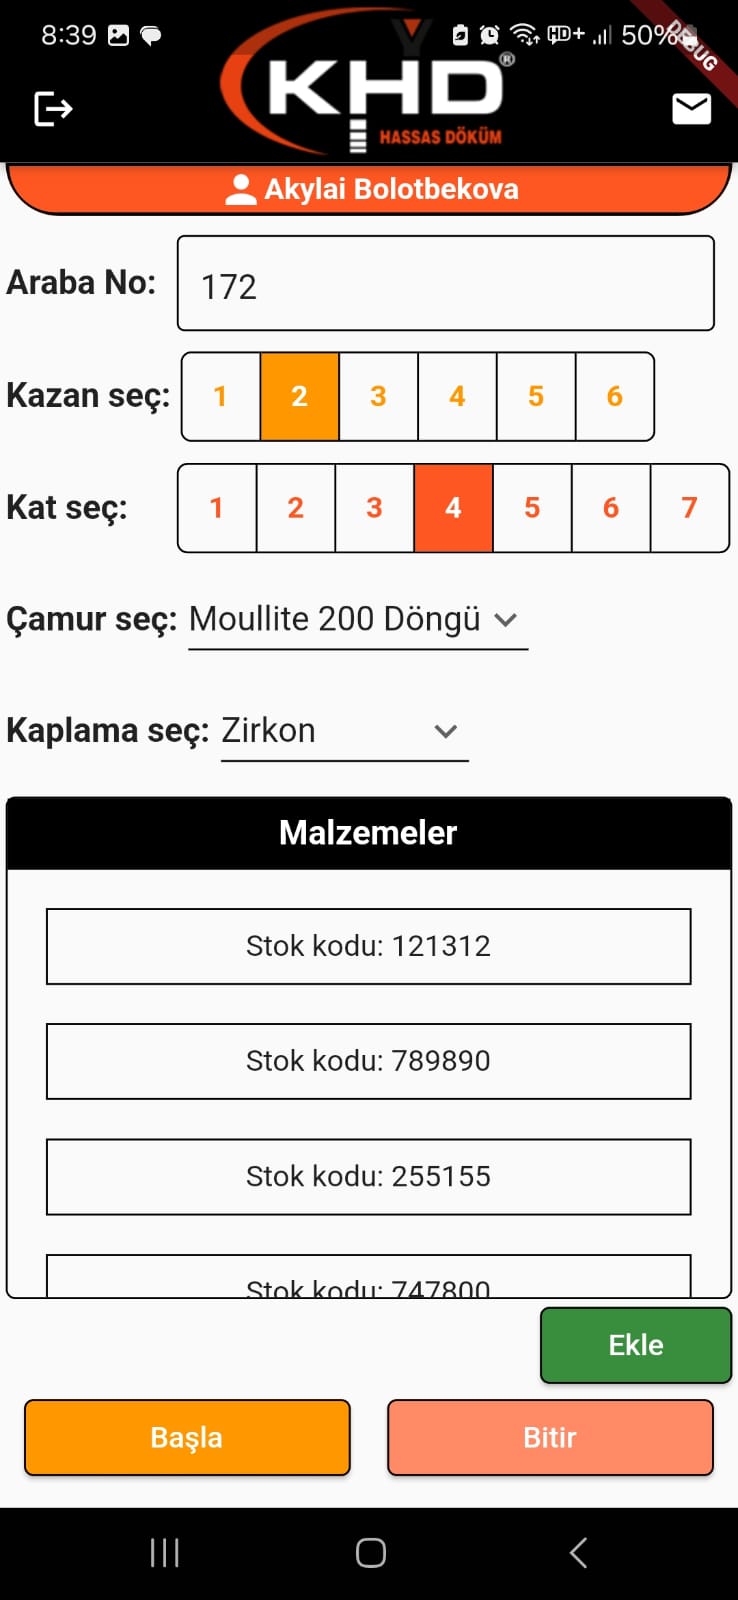 8:39
HD+
50%
DEBUG
KHD®
HASSAS DÖKÜM
Akylai Bolotbekova
Araba No: 172
Kazan seç: 1 2 3 4 5 6
Kat seç: 1 2 3 4 5 6 7
Çamur seç: Moullite 200 Döngü
Kaplama seç: Zirkon
Malzemeler
Stok kodu: 121312
Stok kodu: 789890
Stok kodu: 255155
Stok kodu: 747800
Ekle
Başla Bitir